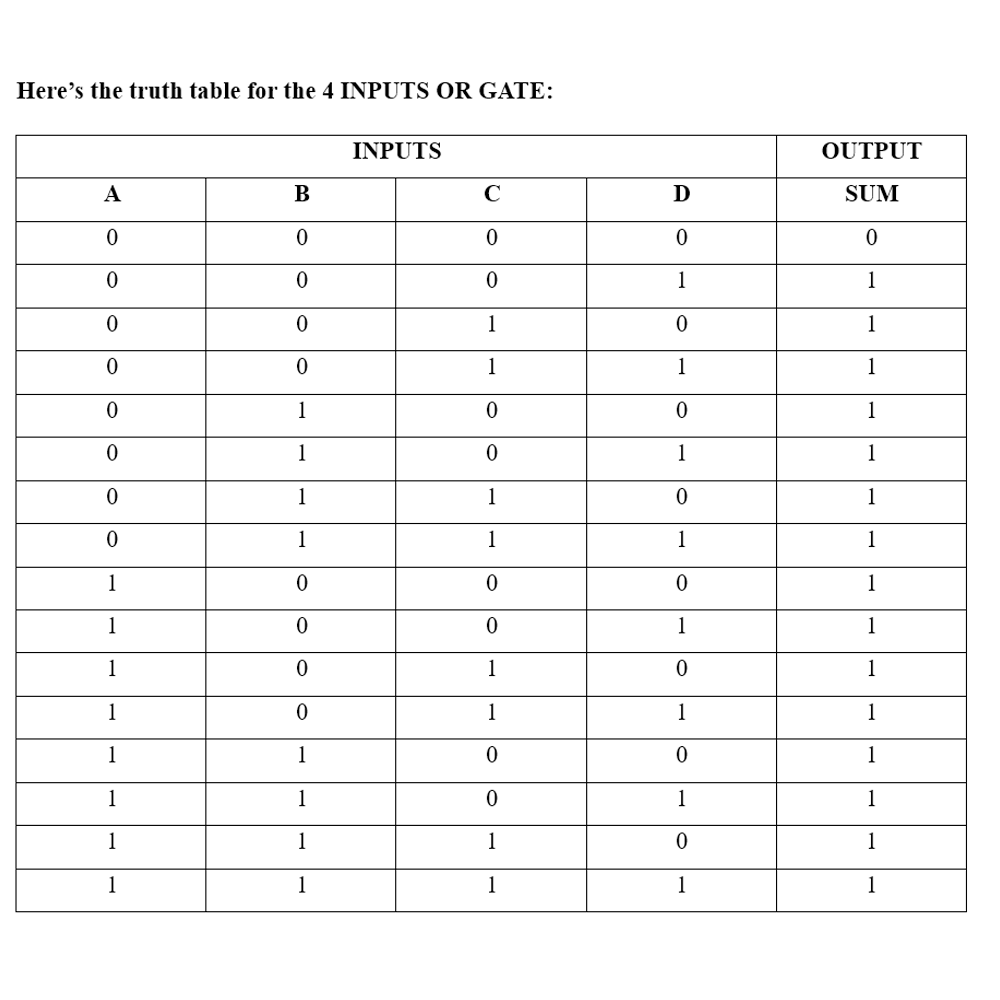 Here’s the truth table for the 4 INPUTS OR GATE:
INPUTS OUTPUT
A B C D SUM
0 0 0 0 0
0 0 0 1 1
0 0 1 0 1
0 0 1 1 1
0 1 0 0 1
0 1 0 1 1
0 1 1 0 1
0 1 1 1 1
1 0 0 0 1
1 0 0 1 1
1 0 1 0 1
1 0 1 1 1
1 1 0 0 1
1 1 0 1 1
1 1 1 0 1
1 1 1 1 1